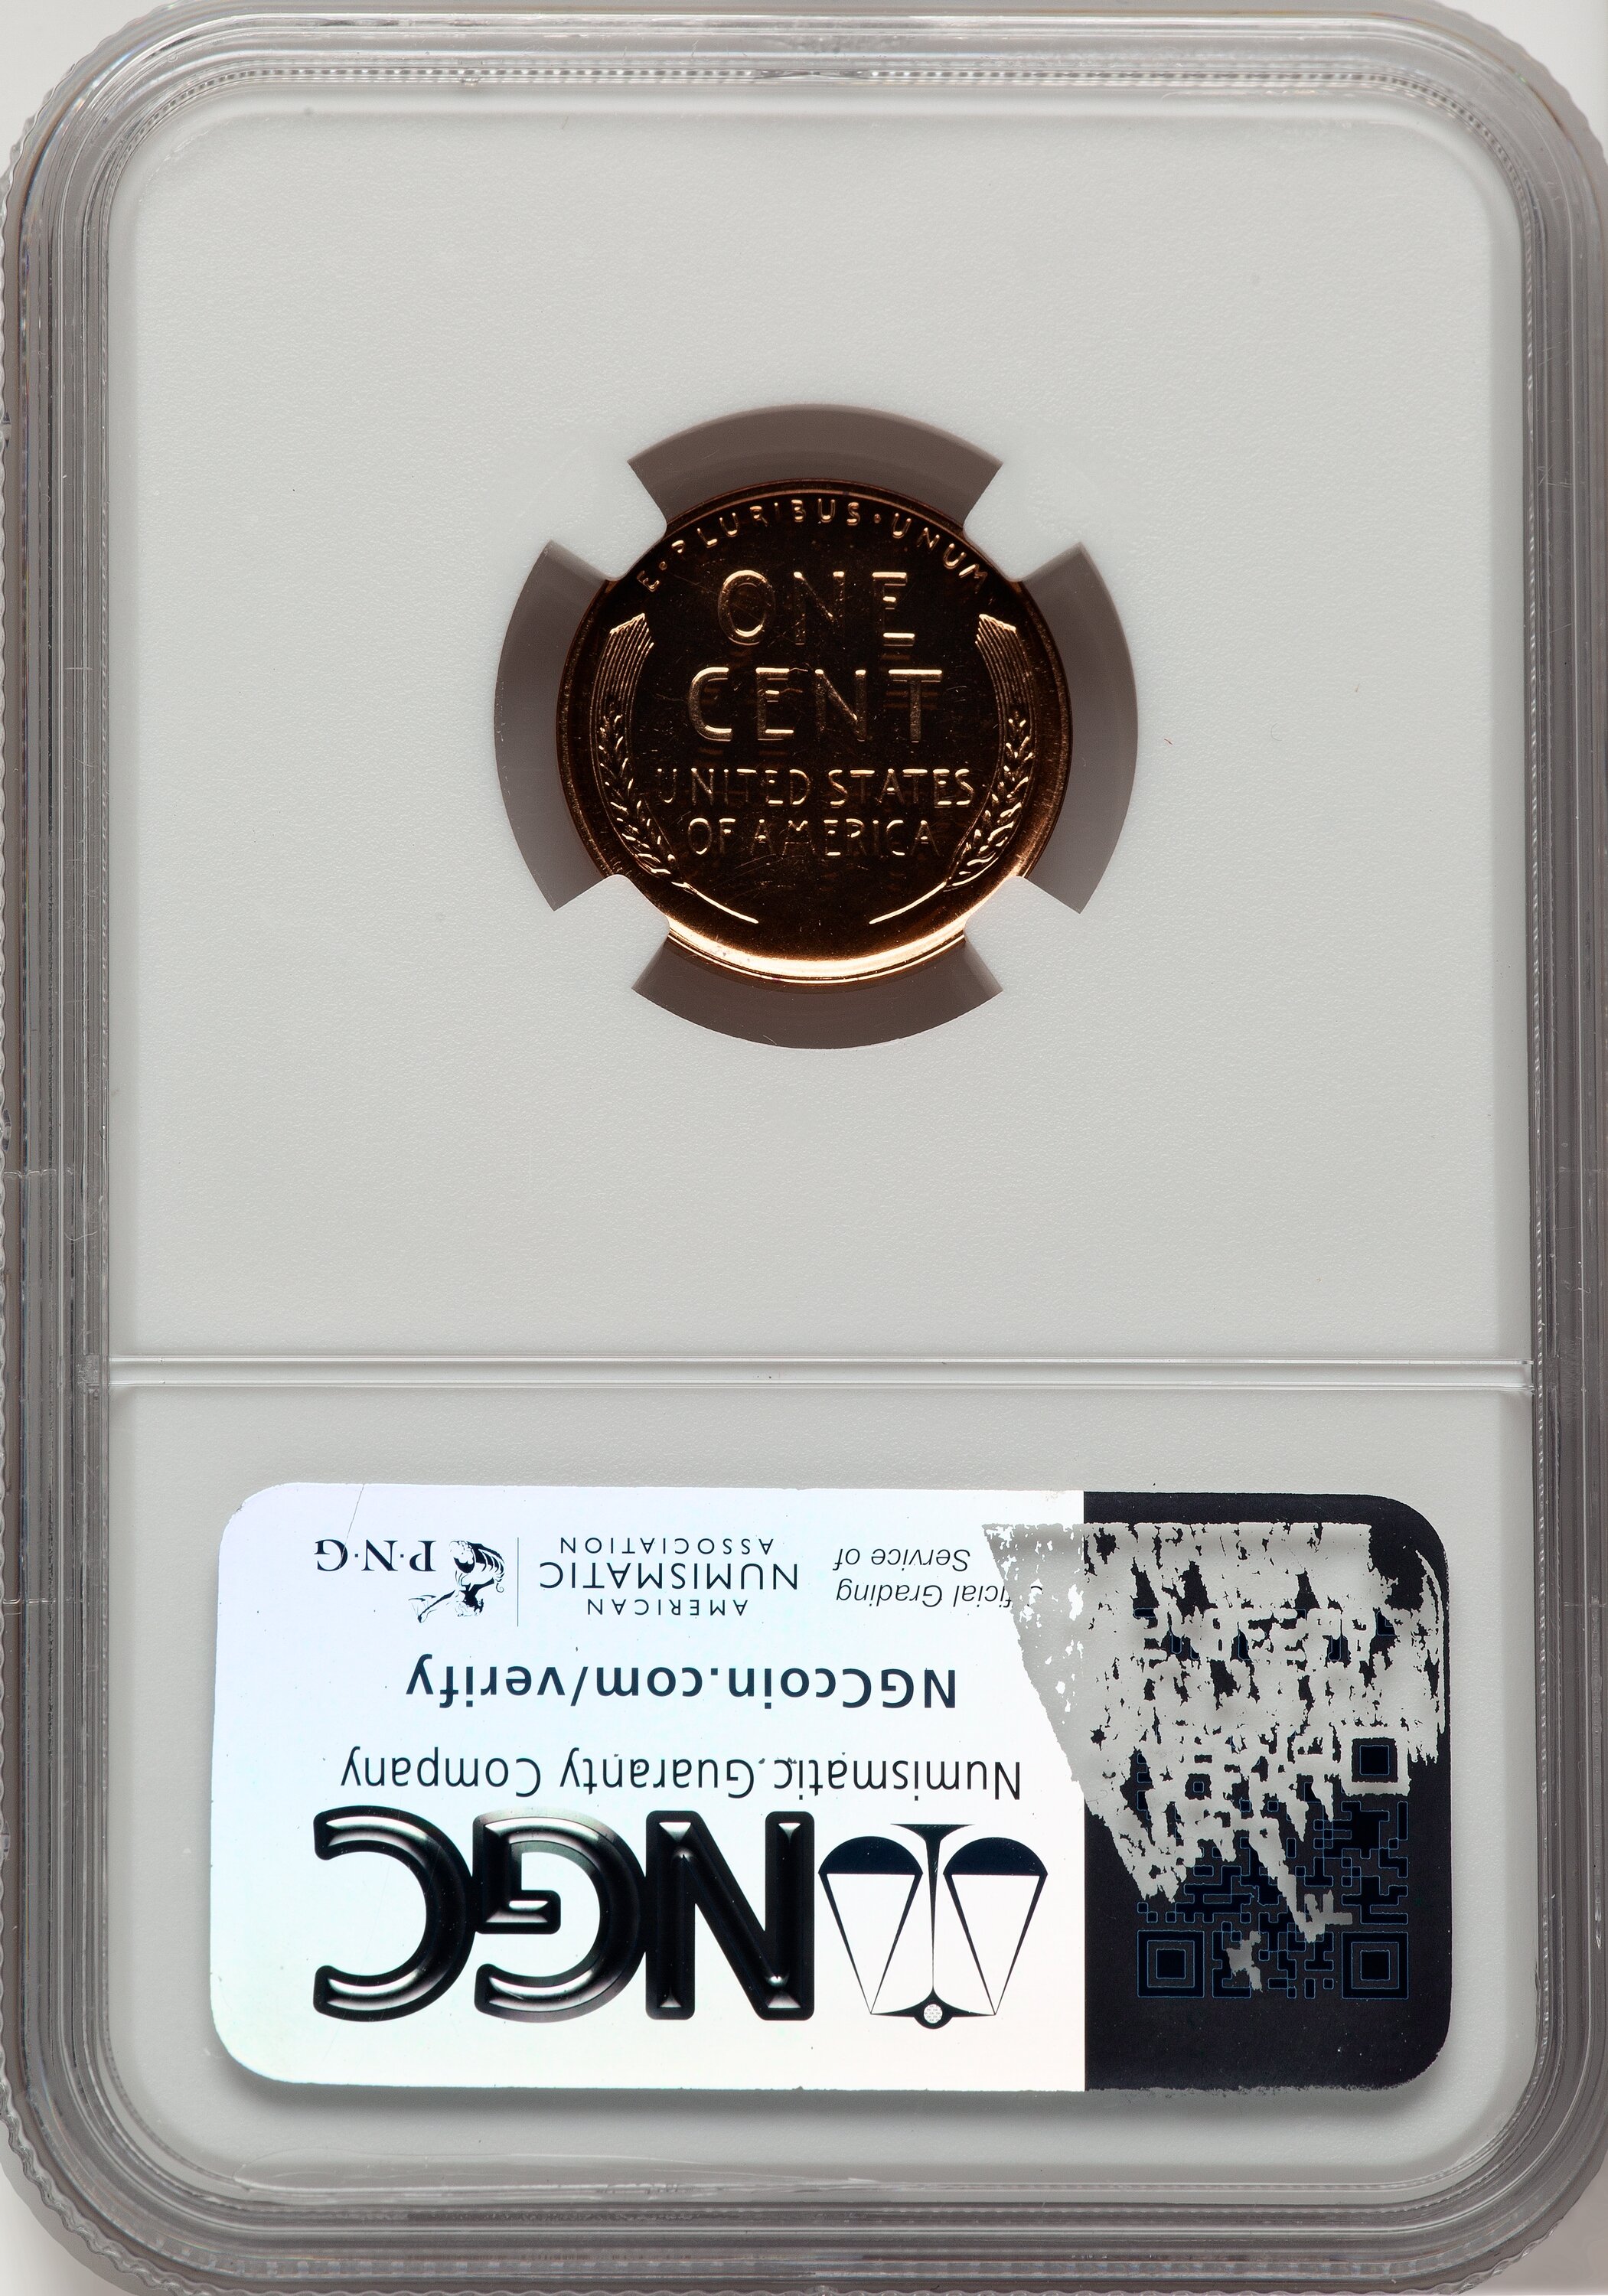 E·PLURIBUS·UNUM
ONE
CENT
UNITED STATES
OF AMERICA
NGC
Numismatic Guaranty Company
NGCcoin.com/verify
Grading
Service of
AMERICAN
NUMISMATIC
ASSOCIATION
P·N·G